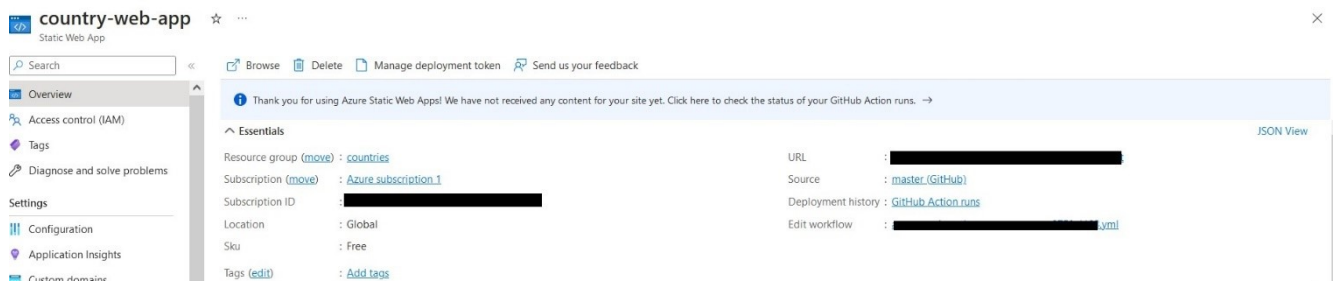 country-web-app
Static Web App
Search
Browse Delete Manage deployment token Send us your feedback
Overview
Access control (IAM)
Tags
Diagnose and solve problems
Settings
Configuration
Application Insights
Custom domains
Thank you for using Azure Static Web Apps! We have not received any content for your site yet. Click here to check the status of your GitHub Action runs. →
Essentials
JSON View
Resource group (move) : countries
Subscription (move) : Azure subscription 1
Subscription ID :
Location : Global
Sku : Free
Tags (edit) : Add tags
URL :
Source : master (GitHub)
Deployment history : GitHub Action runs
Edit workflow : .yml